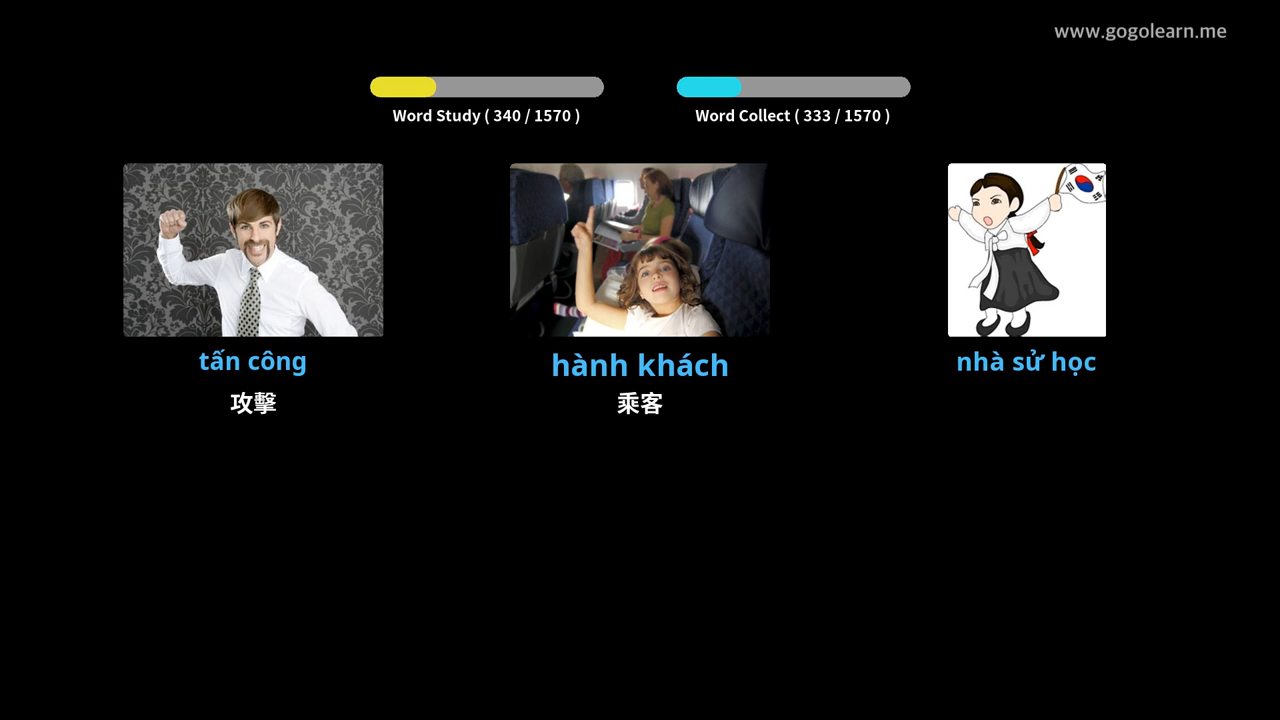 www.gogolearn.me
Word Study ( 340 / 1570 )
Word Collect ( 333 / 1570 )
tấn công
攻擊
hành khách
乘客
nhà sử học